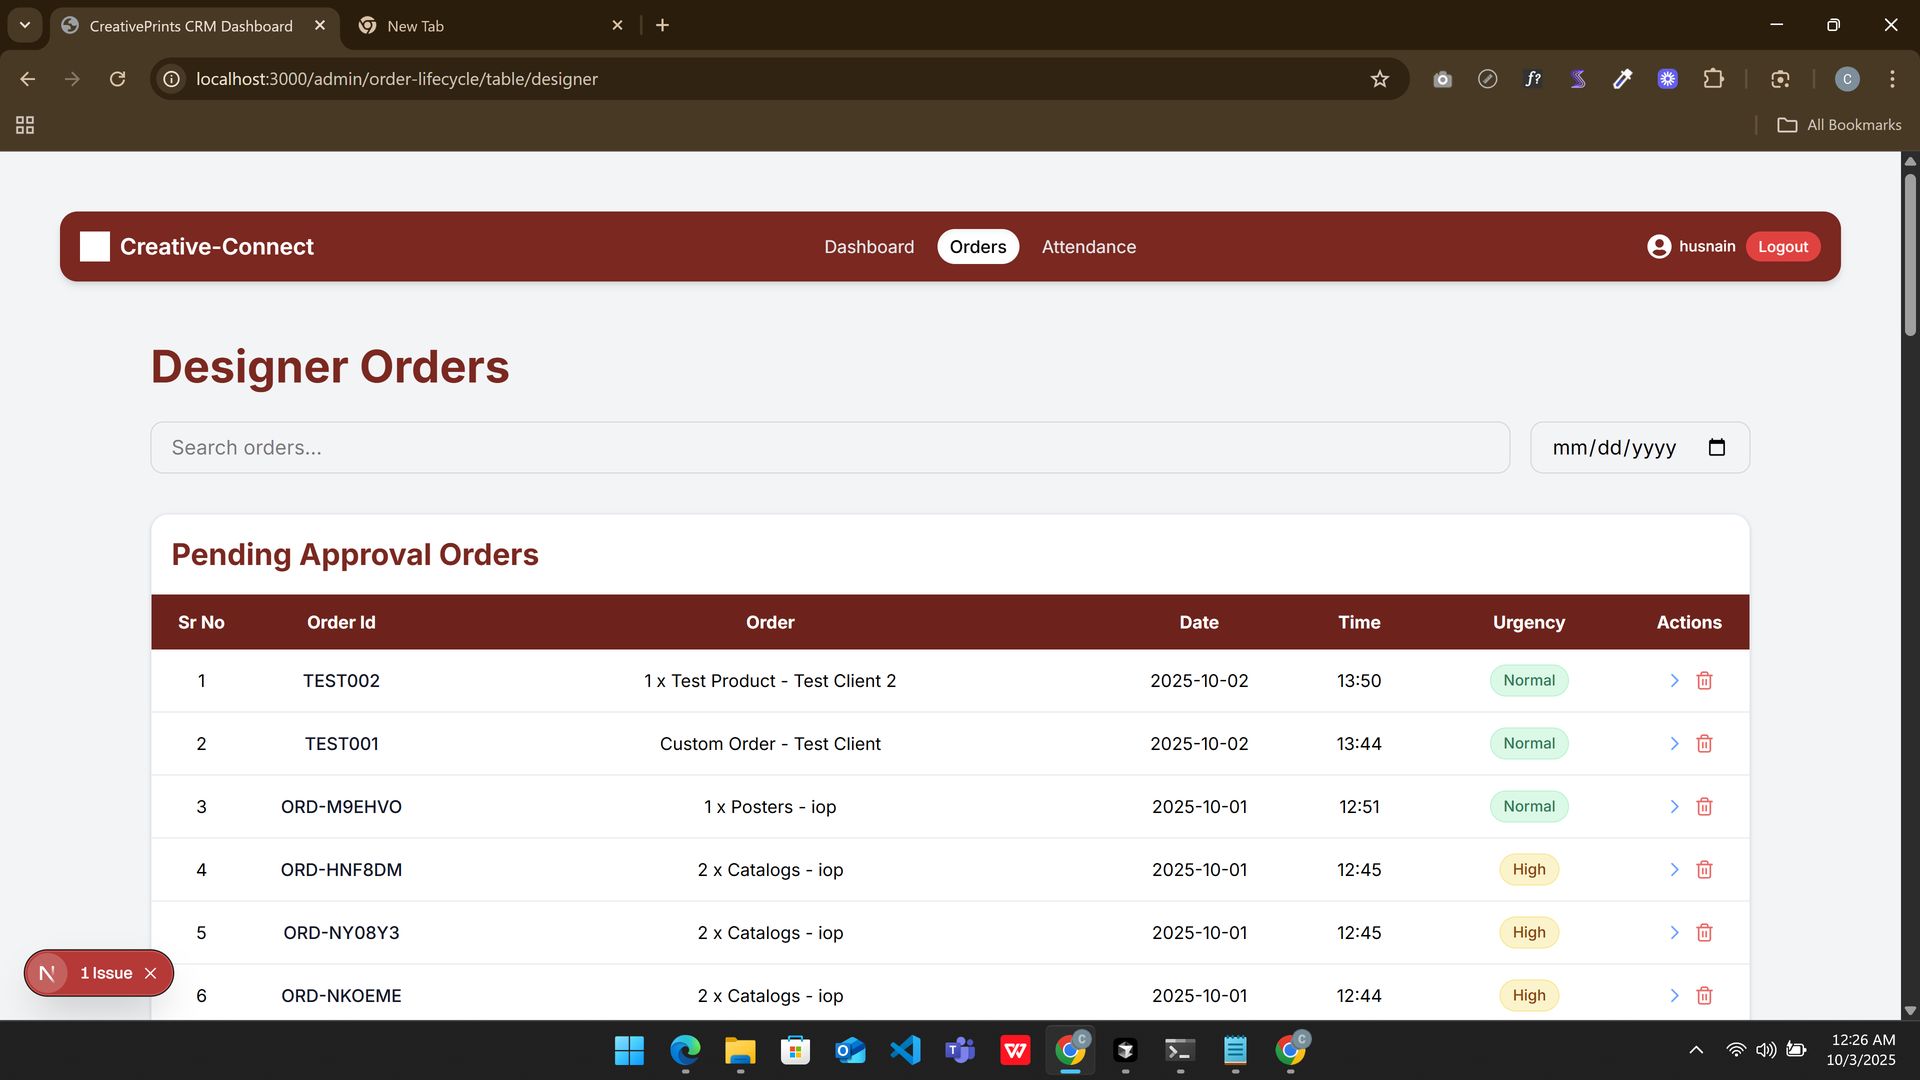 CreativePrints CRM Dashboard
New Tab
localhost:3000/admin/order-lifecycle/table/designer
f?
C
All Bookmarks
Creative-Connect
Dashboard
Orders
Attendance
husnain
Logout
Designer Orders
Search orders...
mm/dd/yyyy
Pending Approval Orders
Sr No Order Id Order Date Time Urgency Actions
1 TEST002 1 x Test Product - Test Client 2 2025-10-02 13:50 Normal
2 TEST001 Custom Order - Test Client 2025-10-02 13:44 Normal
3 ORD-M9EHVO 1 x Posters - iop 2025-10-01 12:51 Normal
4 ORD-HNF8DM 2 x Catalogs - iop 2025-10-01 12:45 High
5 ORD-NY08Y3 2 x Catalogs - iop 2025-10-01 12:45 High
6 ORD-NKOEME 2 x Catalogs - iop 2025-10-01 12:44 High
N 1 Issue
12:26 AM
10/3/2025